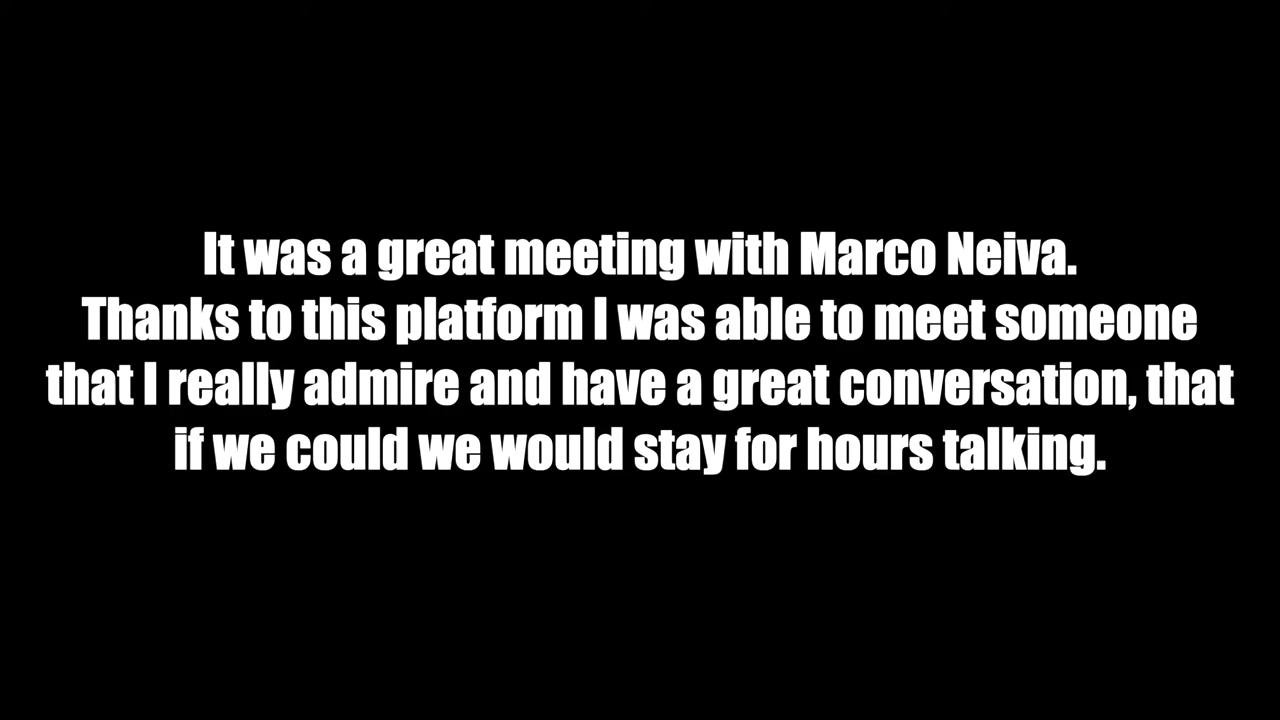 It was a great meeting with Marco Neiva.
Thanks to this platform I was able to meet someone
that I really admire and have a great conversation, that
if we could we would stay for hours talking.